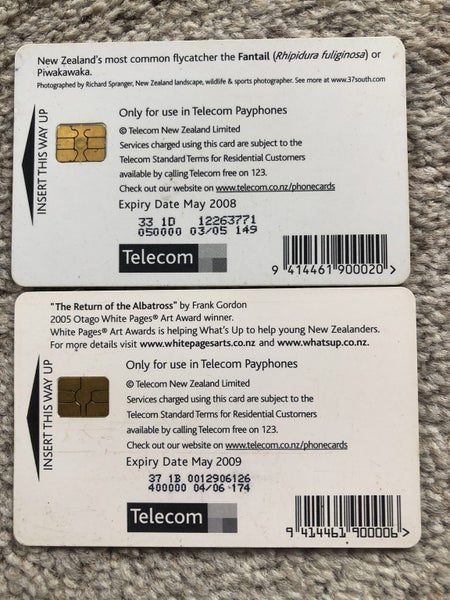 New Zealand's most common flycatcher the Fantail (Rhipidura fuliginosa) or
Piwakawaka.
Photographed by Richard Spranger, New Zealand landscape, wildlife & sports photographer. See more at www.37south.com
INSERT THIS WAY UP
Only for use in Telecom Payphones
© Telecom New Zealand Limited
Services charged using this card are subject to the
Telecom Standard Terms for Residential Customers
available by calling Telecom free on 123.
Check out our website on www.telecom.co.nz/phonecards
Expiry Date May 2008
33 1D 12263771
050000 03/05 149
Telecom
9 414461 900020 >
"The Return of the Albatross" by Frank Gordon
2005 Otago White Pages® Art Award winner.
White Pages® Art Awards is helping What's Up to help young New Zealanders.
For more details visit www.whitepagesarts.co.nz and www.whatsup.co.nz.
INSERT THIS WAY UP
Only for use in Telecom Payphones
© Telecom New Zealand Limited
Services charged using this card are subject to the
Telecom Standard Terms for Residential Customers
available by calling Telecom free on 123.
Check out our website on www.telecom.co.nz/phonecards
Expiry Date May 2009
37 1B 0012906126
400000 04/06 174
Telecom
9 414461 900006 >